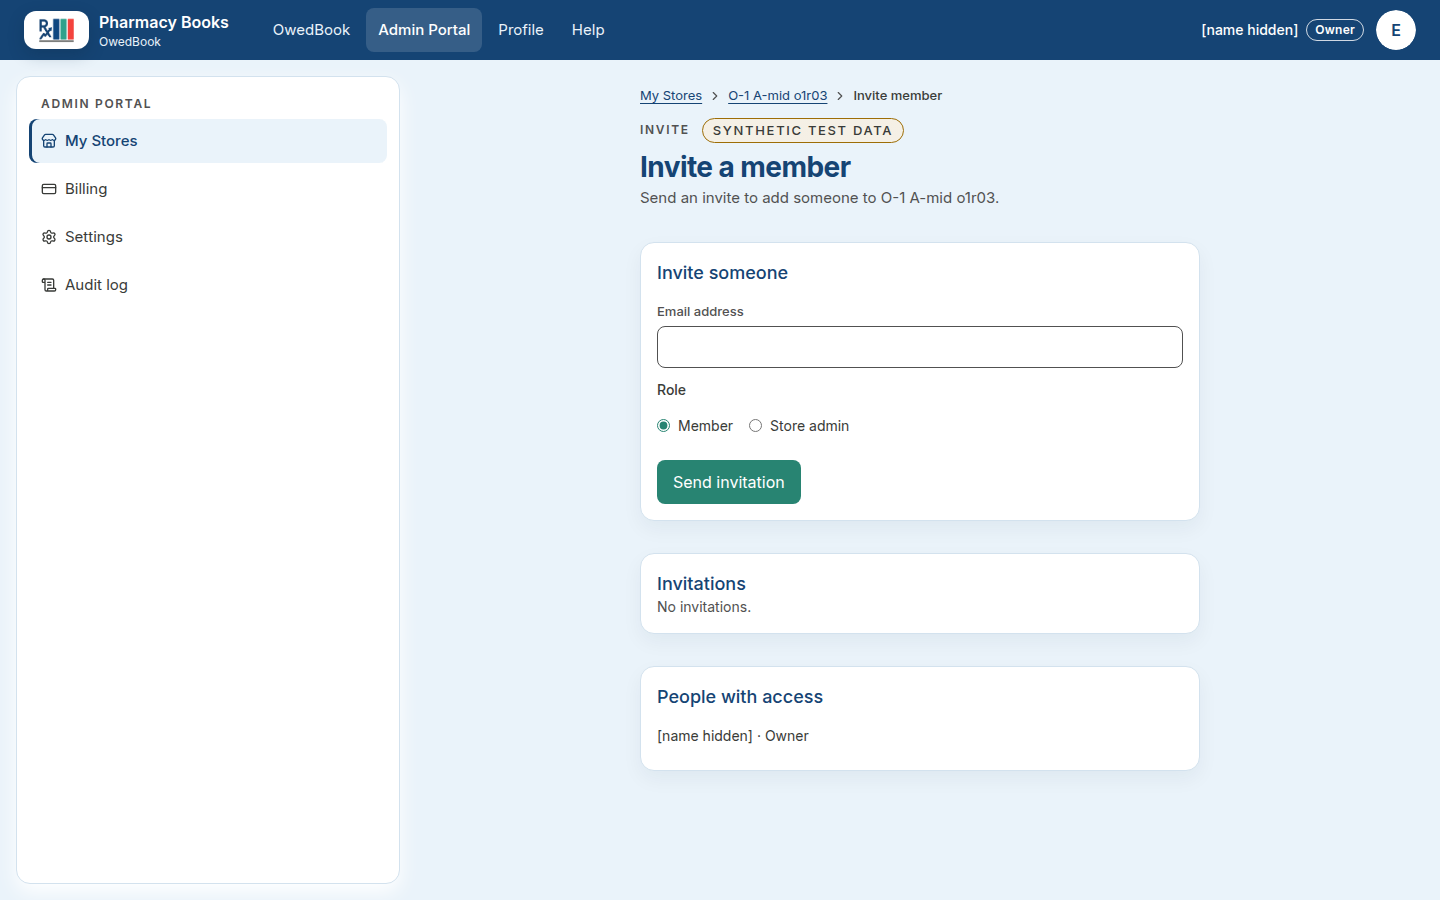 Pharmacy Books
OwedBook
OwedBook
Admin Portal
Profile
Help
[name hidden]
Owner
E
ADMIN PORTAL
My Stores
Billing
Settings
Audit log
My Stores > O-1 A-mid o1r03 > Invite member
INVITE
SYNTHETIC TEST DATA
Invite a member
Send an invite to add someone to O-1 A-mid o1r03.
Invite someone
Email address
Role
Member
Store admin
Send invitation
Invitations
No invitations.
People with access
[name hidden] · Owner